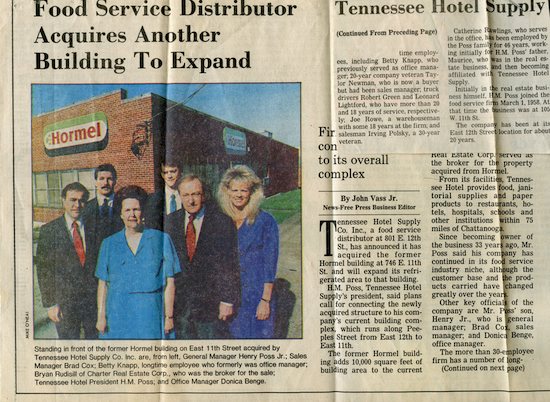 Food Service Distributor
Acquires Another
Building To Expand
Hormel
Hormel
MIKE O'NEAL
Standing in front of the former Hormel building on East 11th Street acquired by
Tennessee Hotel Supply Co. Inc. are, from left, General Manager Henry Poss Jr.; Sales
Manager Brad Cox; Betty Knapp, longtime employee who formerly was office manager;
Bryan Rudisill of Charter Real Estate Corp., who was the broker for the sale;
Tennessee Hotel President H.M. Poss; and Office Manager Donica Benge.
Fir
con
to its overall
complex
By John Vass Jr.
News-Free Press Business Editor
Tennessee Hotel Supply
Co. Inc., a food service
distributor at 801 E. 12th
St., has announced it has
acquired the former
Hormel building at 746 E. 11th
St. and will expand its refri-
gerated area to that building.
H.M. Poss, Tennessee Hotel
Supply's president, said plans
call for connecting the newly
acquired structure to his com-
pany's current building com-
plex, which runs along Pee-
ples Street from East 12th to
East 11th.
The former Hormel build-
ing adds 10,000 square feet of
building area to the current
Real Estate Corp. served as
the broker for the property
acquired from Hormel.
From its facilities, Tennes-
see Hotel provides food, jani-
torial supplies and paper
products to restaurants, ho-
tels, hospitals, schools and
other institutions within 75
miles of Chattanooga.
Since becoming owner of
the business 33 years ago, Mr.
Poss said his company has
continued in its food service
industry niche, although the
customer base and the prod-
ucts carried have changed
greatly over the years.
Other key officials of the
company are Mr. Poss' son,
Henry Jr., who is general
manager; Brad Cox, sales
manager; and Donica Benge,
office manager.
The more than 30-employee
firm has a number of long-
(Continued on next page)
Tennessee Hotel Supply
(Continued From Preceding Page)
time employ-
ees, including Betty Knapp, who
previously served as office mana-
ger; 20-year company veteran Tay-
lor Newman, who is now a buyer
but had been sales manager; truck
drivers Robert Green and Leonard
Lightford, who have more than 20
and 18 years of service, respective-
ly; Joe Howe, a warehouseman
with some 18 years at the firm; and
salesman Irving Polsky, a 30-year
veteran.
Catherine Rawlings, who serves
in the office, has been employed by
the Poss family for 46 years, work-
ing initially for H.M. Poss' father,
Maurice, who was in the real es-
tate business, and then becoming
affiliated with Tennessee Hotel
Supply.
Initially in the real estate busi-
ness himself, H.M. Poss joined the
food service firm March 1, 1958. At
that time the business was at 105
W. 11th St.
The company has been at its
East 12th Street location for about
20 years.